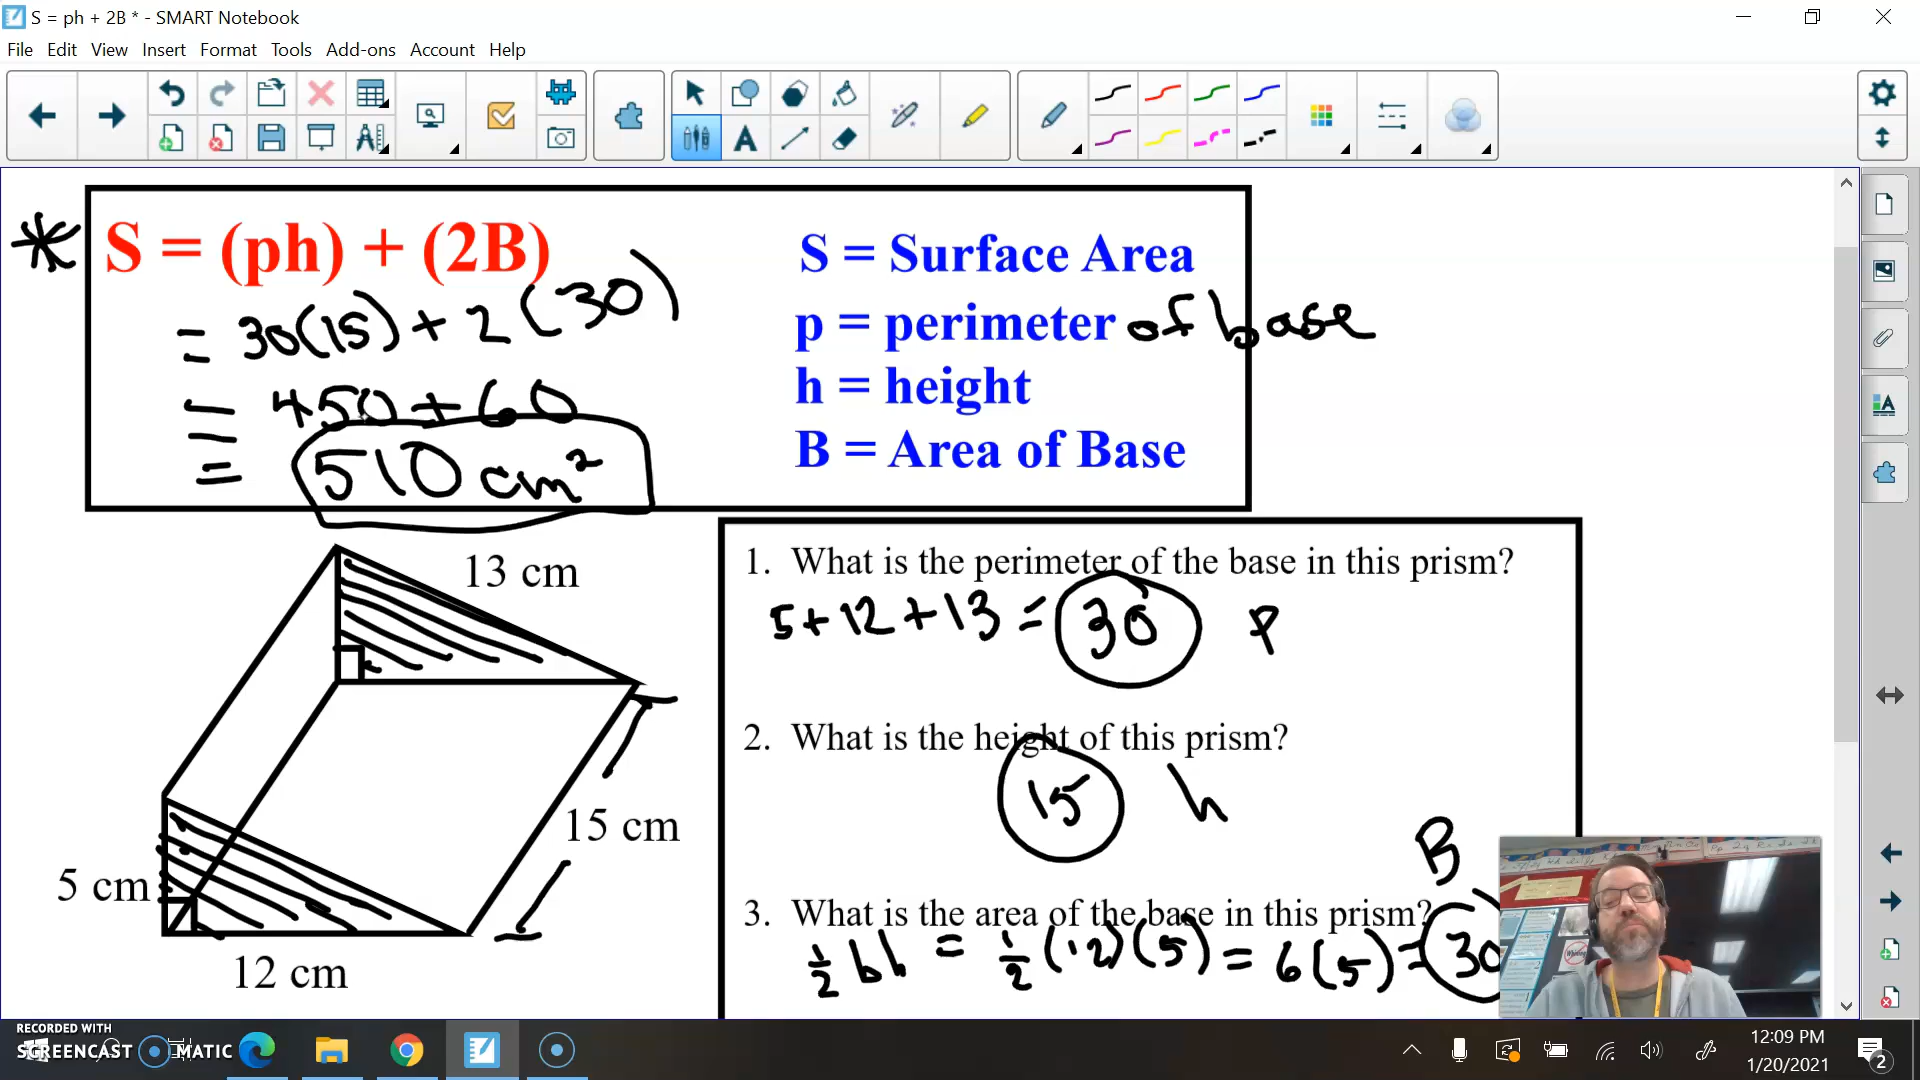 S = ph + 2B * - SMART Notebook
File Edit View Insert Format Tools Add-ons Account Help
* S = (ph) + (2B)
= 30(15) + 2(30)
= 450 + 60
= 510 cm²
S = Surface Area
p = perimeter of base
h = height
B = Area of Base
13 cm
15 cm
5 cm
12 cm
1. What is the perimeter of the base in this prism?
5 + 12 + 13 = 30 P
2. What is the height of this prism?
15 h
B
3. What is the area of the base in this prism?
1/2 bh = 1/2 (12)(5) = 6(5) = 30
RECORDED WITH
SCREENCAST MATIC
12:09 PM
1/20/2021
2